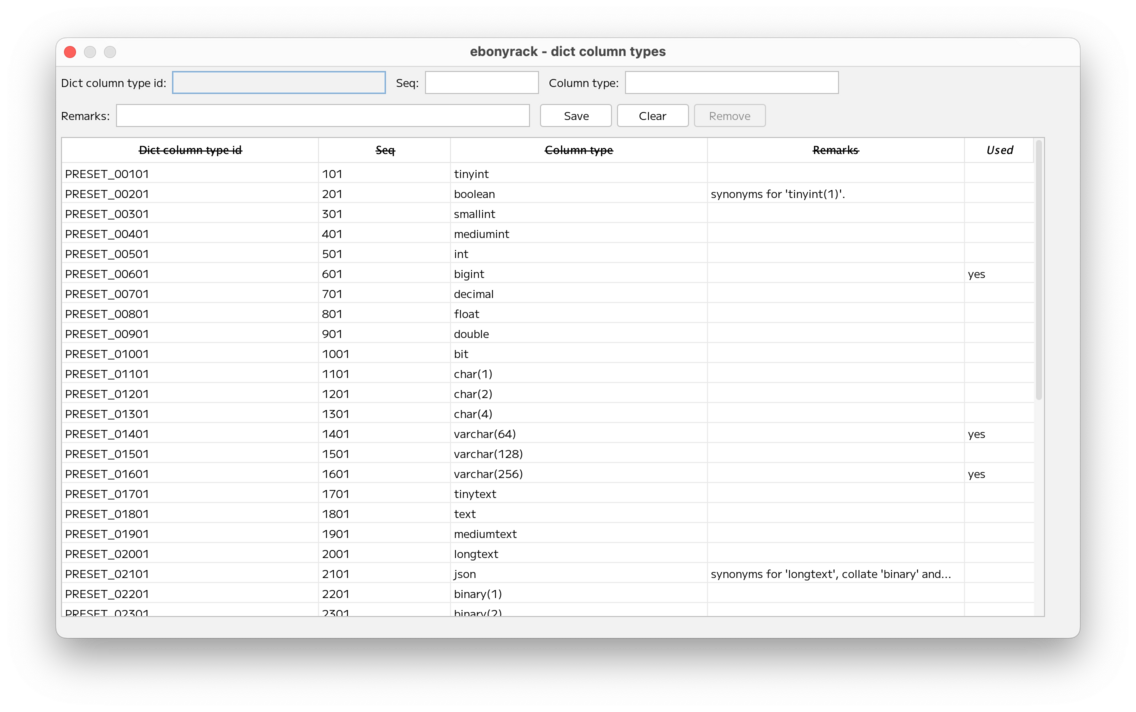 ebonyrack - dict column types
Dict column type id: Seq: Column type:
Remarks: Save Clear Remove
Dict column type id Seq Column type Remarks Used
PRESET_00101 101 tinyint
PRESET_00201 201 boolean synonyms for 'tinyint(1)'.
PRESET_00301 301 smallint
PRESET_00401 401 mediumint
PRESET_00501 501 int
PRESET_00601 601 bigint yes
PRESET_00701 701 decimal
PRESET_00801 801 float
PRESET_00901 901 double
PRESET_01001 1001 bit
PRESET_01101 1101 char(1)
PRESET_01201 1201 char(2)
PRESET_01301 1301 char(4)
PRESET_01401 1401 varchar(64) yes
PRESET_01501 1501 varchar(128)
PRESET_01601 1601 varchar(256) yes
PRESET_01701 1701 tinytext
PRESET_01801 1801 text
PRESET_01901 1901 mediumtext
PRESET_02001 2001 longtext
PRESET_02101 2101 json synonyms for 'longtext', collate 'binary' and...
PRESET_02201 2201 binary(1)
PRESET_02301 2301 binary(2)